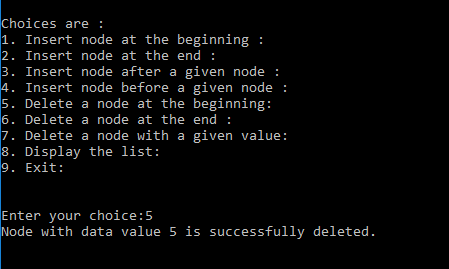 Choices are :
1. Insert node at the beginning :
2. Insert node at the end :
3. Insert node after a given node :
4. Insert node before a given node :
5. Delete a node at the beginning:
6. Delete a node at the end :
7. Delete a node with a given value:
8. Display the list:
9. Exit:
Enter your choice:5
Node with data value 5 is successfully deleted.